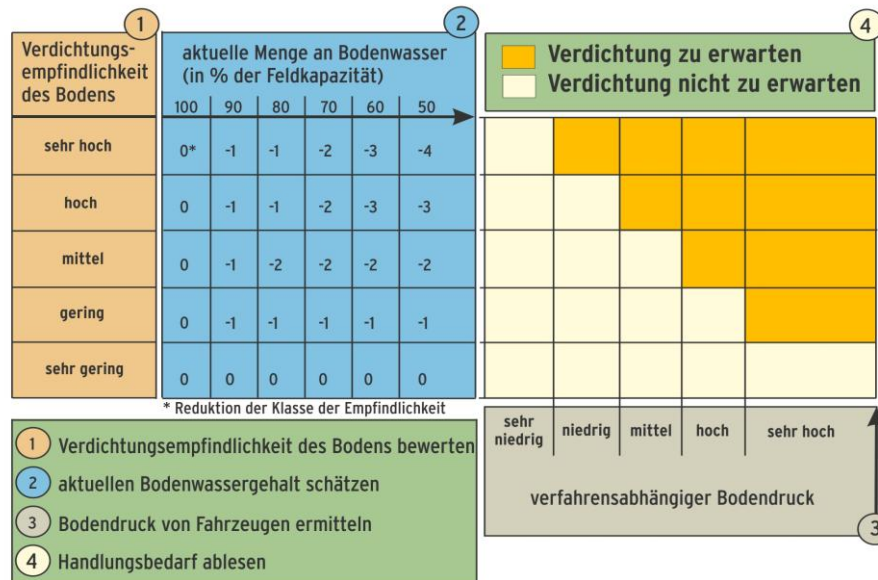 1
Verdichtungs-
empfindlichkeit
des Bodens
2
aktuelle Menge an Bodenwasser
(in % der Feldkapazität)
100 90 80 70 60 50
4
Verdichtung zu erwarten
Verdichtung nicht zu erwarten
sehr hoch 0* -1 -1 -2 -3 -4
hoch 0 -1 -1 -2 -3 -3
mittel 0 -1 -2 -2 -2 -2
gering 0 -1 -1 -1 -1 -1
sehr gering 0 0 0 0 0 0
* Reduktion der Klasse der Empfindlichkeit
sehr
niedrig
niedrig
mittel
hoch
sehr hoch
verfahrensabhängiger Bodendruck
3
1 Verdichtungsempfindlichkeit des Bodens bewerten
2 aktuellen Bodenwassergehalt schätzen
3 Bodendruck von Fahrzeugen ermitteln
4 Handlungsbedarf ablesen